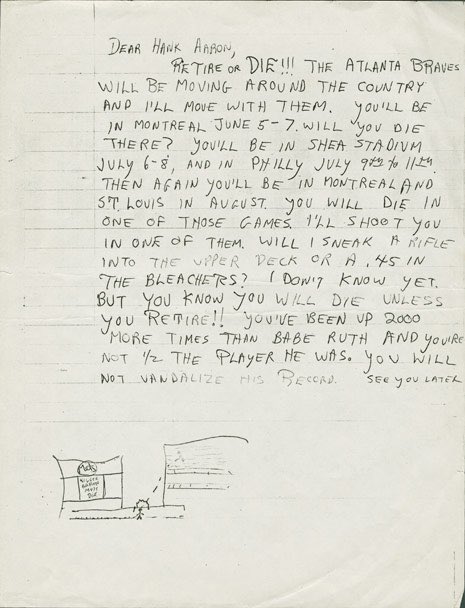 DEAR HANK AARON,
RETIRE OR DIE!!! THE ATLANTA BRAVES
WILL BE MOVING AROUND THE COUNTRY
AND I'LL MOVE WITH THEM. YOU'LL BE
IN MONTREAL JUNE 5-7. WILL YOU DIE
THERE? YOU'LL BE IN SHEA STADIUM
JULY 6-8, AND IN PHILLY JULY 9th to 11th.
THEN AGAIN YOU'LL BE IN MONTREAL AND
ST. LOUIS IN AUGUST. YOU WILL DIE IN
ONE OF THOSE GAMES. I'LL SHOOT YOU
IN ONE OF THEM. WILL I SNEAK A RIFLE
INTO THE UPPER DECK OR A .45 IN
THE BLEACHERS? I DON'T KNOW YET.
BUT YOU KNOW YOU WILL DIE UNLESS
YOU RETIRE!! YOU'VE BEEN UP 2000
MORE TIMES THAN BABE RUTH AND YOU'RE
NOT 1/2 THE PLAYER HE WAS. YOU WILL
NOT VANDALIZE HIS RECORD. SEE YOU LATER
Mets
MUST
DIE